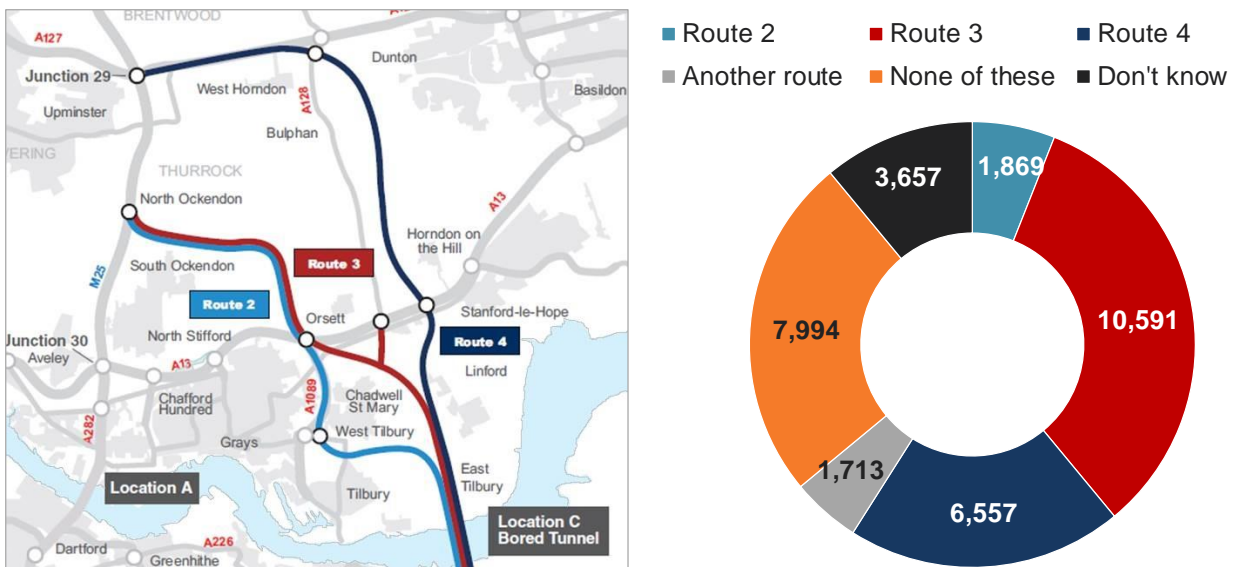 BRENTWOOD
A127
Dunton
Junction 29
West Horndon
A128
Basildon
Upminster
Bulphan
THURROCK
North Ockendon
A13
Horndon on
the Hill
South Ockendon
Route 3
M25
Route 2
Orsett
Stanford-le-Hope
North Stifford
Junction 30
Aveley
Route 4
A13
Linford
Chafford
Hundred
A1089
Chadwell
St Mary
A282
Grays
West Tilbury
East
Tilbury
Location A
Tilbury
Location C
Bored Tunnel
Dartford
A226
Greenhithe
Route 2
Route 3
Route 4
Another route
None of these
Don't know
1,869
3,657
10,591
7,994
1,713
6,557